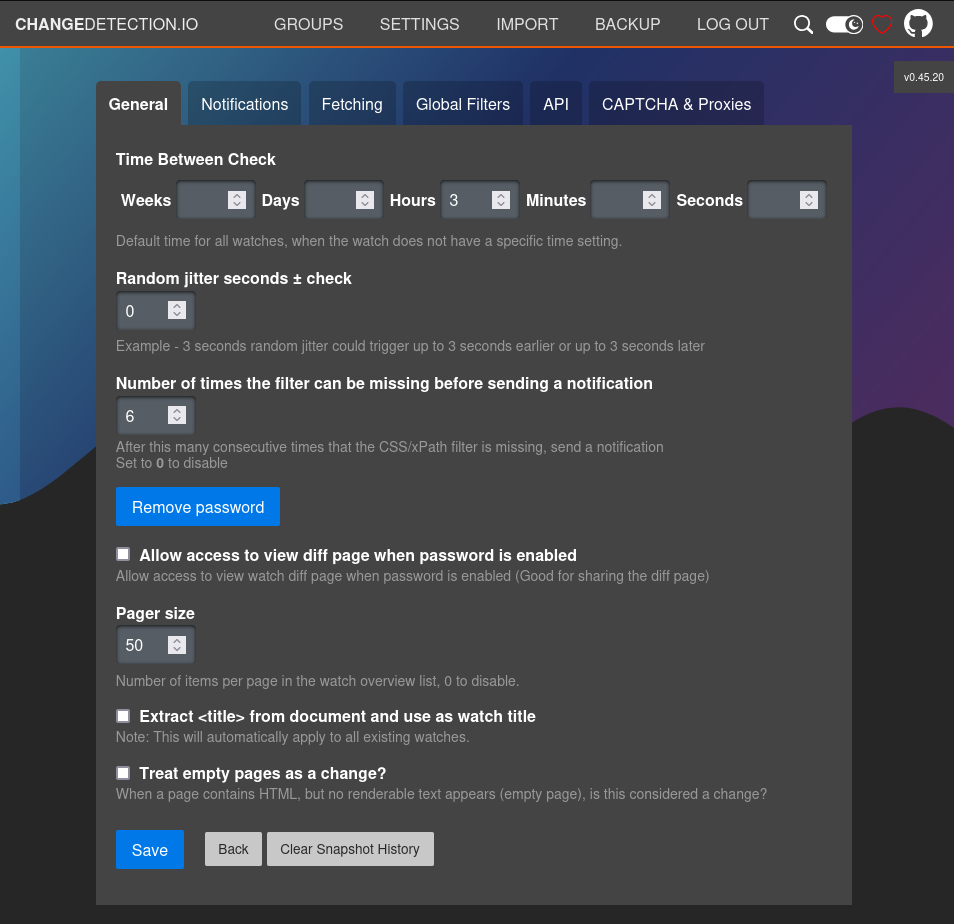 CHANGEDETECTION.IO GROUPS SETTINGS IMPORT BACKUP LOG OUT
v0.45.20
General Notifications Fetching Global Filters API CAPTCHA & Proxies
Time Between Check
Weeks Days Hours 3 Minutes Seconds
Default time for all watches, when the watch does not have a specific time setting.
Random jitter seconds ± check
0
Example - 3 seconds random jitter could trigger up to 3 seconds earlier or up to 3 seconds later
Number of times the filter can be missing before sending a notification
6
After this many consecutive times that the CSS/xPath filter is missing, send a notification
Set to 0 to disable
Remove password
Allow access to view diff page when password is enabled
Allow access to view watch diff page when password is enabled (Good for sharing the diff page)
Pager size
50
Number of items per page in the watch overview list, 0 to disable.
Extract <title> from document and use as watch title
Note: This will automatically apply to all existing watches.
Treat empty pages as a change?
When a page contains HTML, but no renderable text appears (empty page), is this considered a change?
Save Back Clear Snapshot History